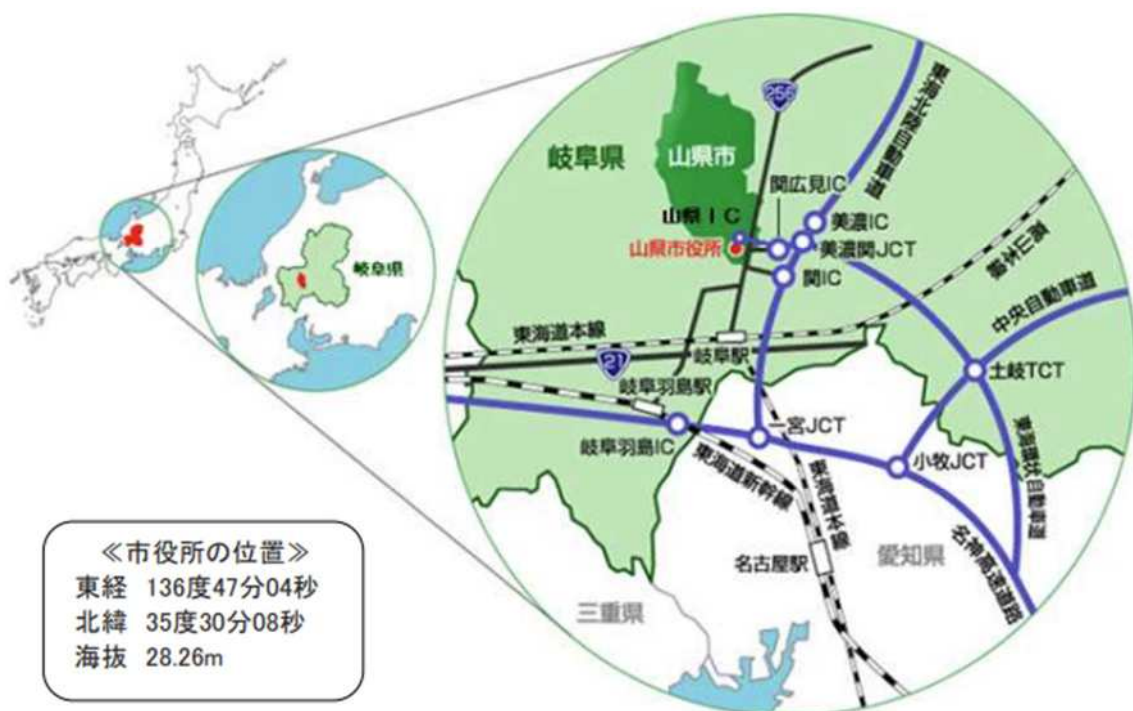 東海北陸自動車道
256
岐阜県
山県市
関広見IC
山県IC
美濃IC
山県市役所
美濃関JCT
岐阜県
関IC
高山本線
中央自動車道
東海道本線
21
岐阜駅
岐阜羽島駅
土岐TCT
一宮JCT
岐阜羽島IC
小牧JCT
東海環状自動車道
東海道新幹線
東海道本線
≪市役所の位置≫
東経 136度47分04秒
北緯 35度30分08秒
海抜 28.26m
名古屋駅
愛知県
名神高速道路
三重県